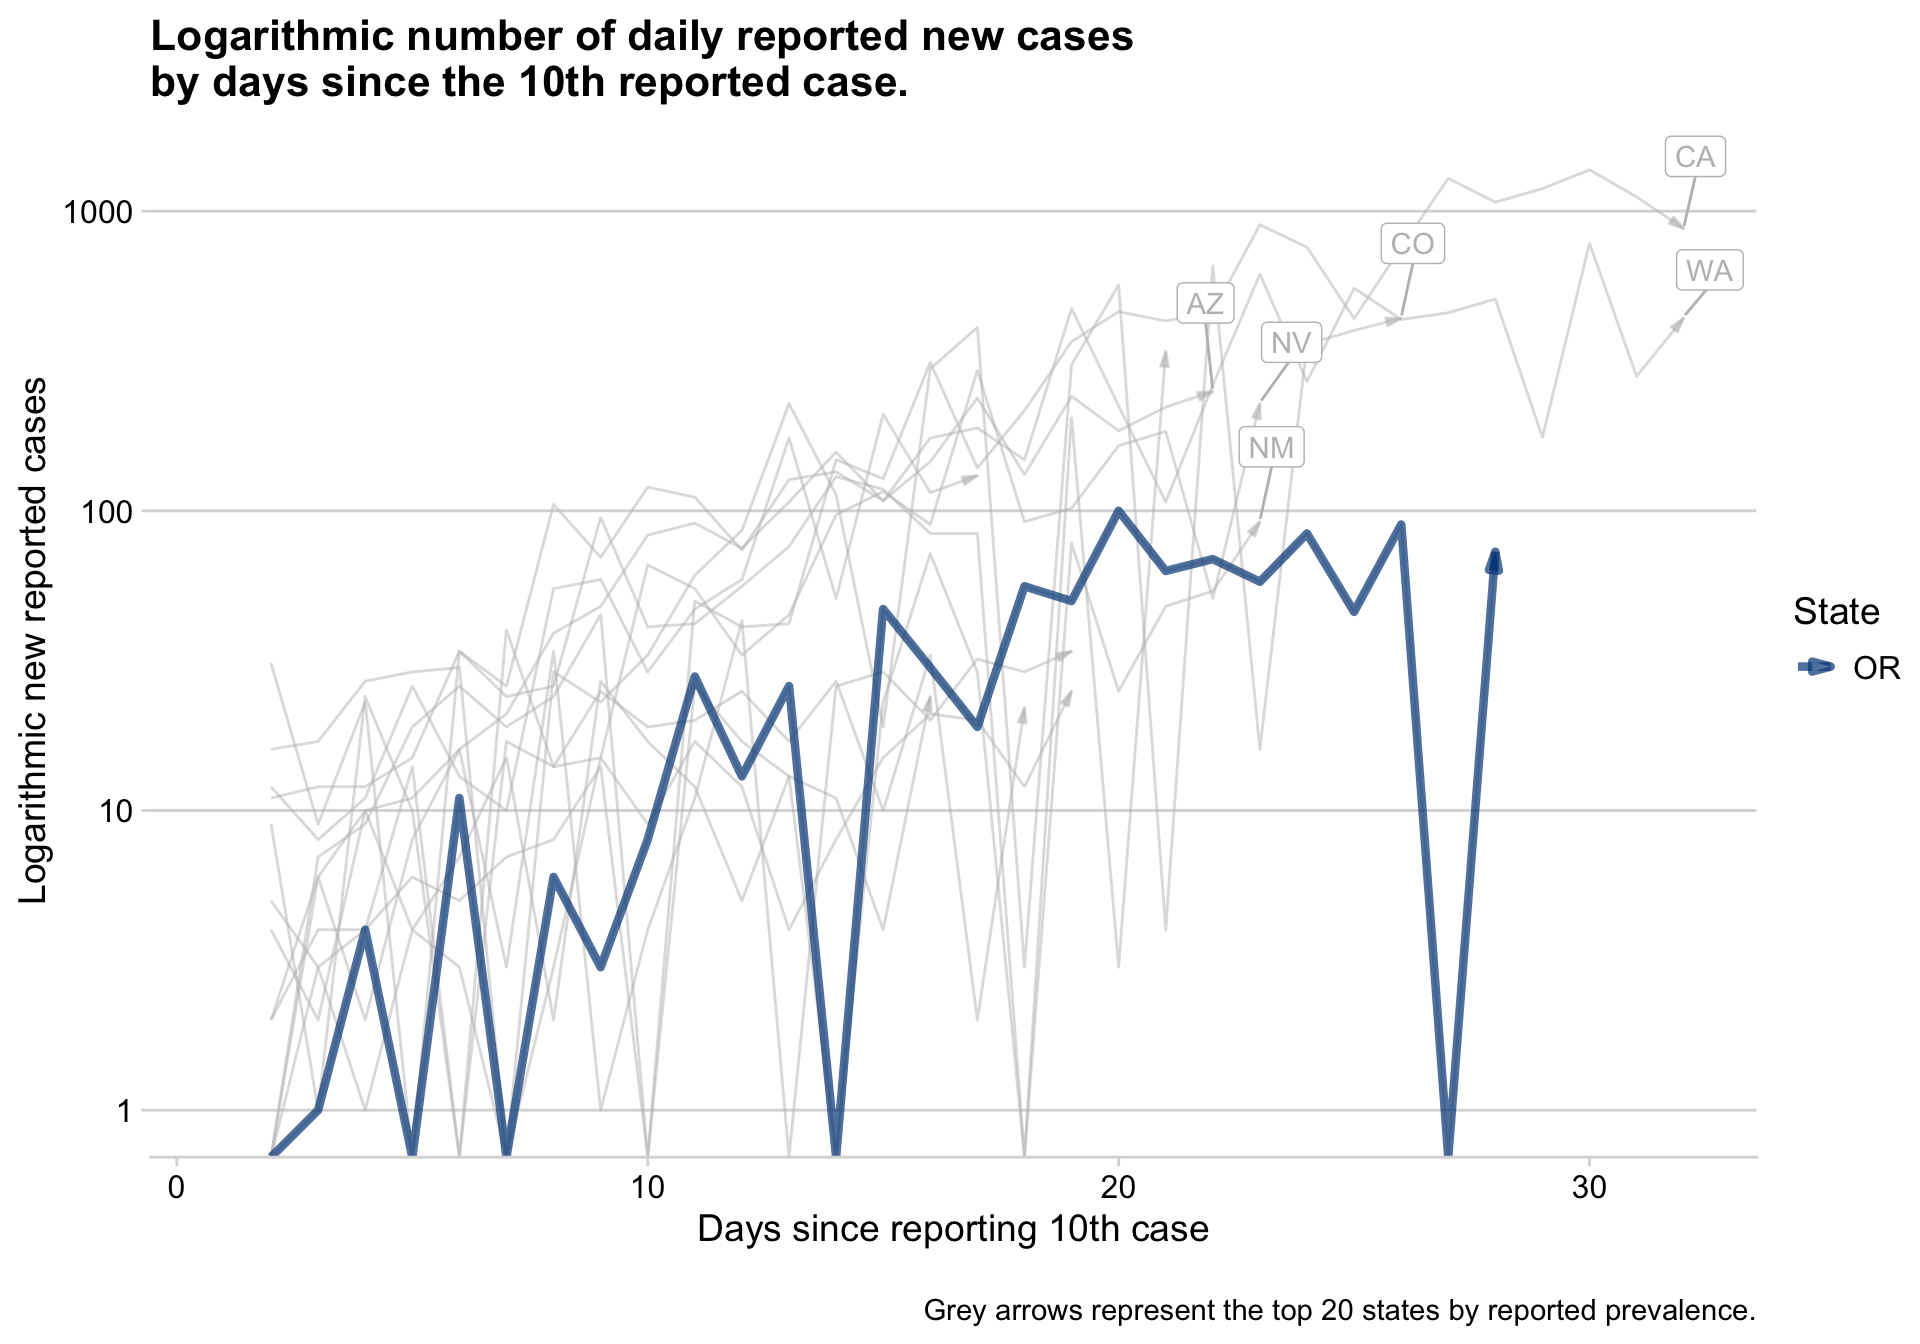 Logarithmic number of daily reported new cases
by days since the 10th reported case.
CA
CO
WA
AZ
NV
NM
1000
100
10
1
Logarithmic new reported cases
0
10
20
30
Days since reporting 10th case
State
OR
Grey arrows represent the top 20 states by reported prevalence.